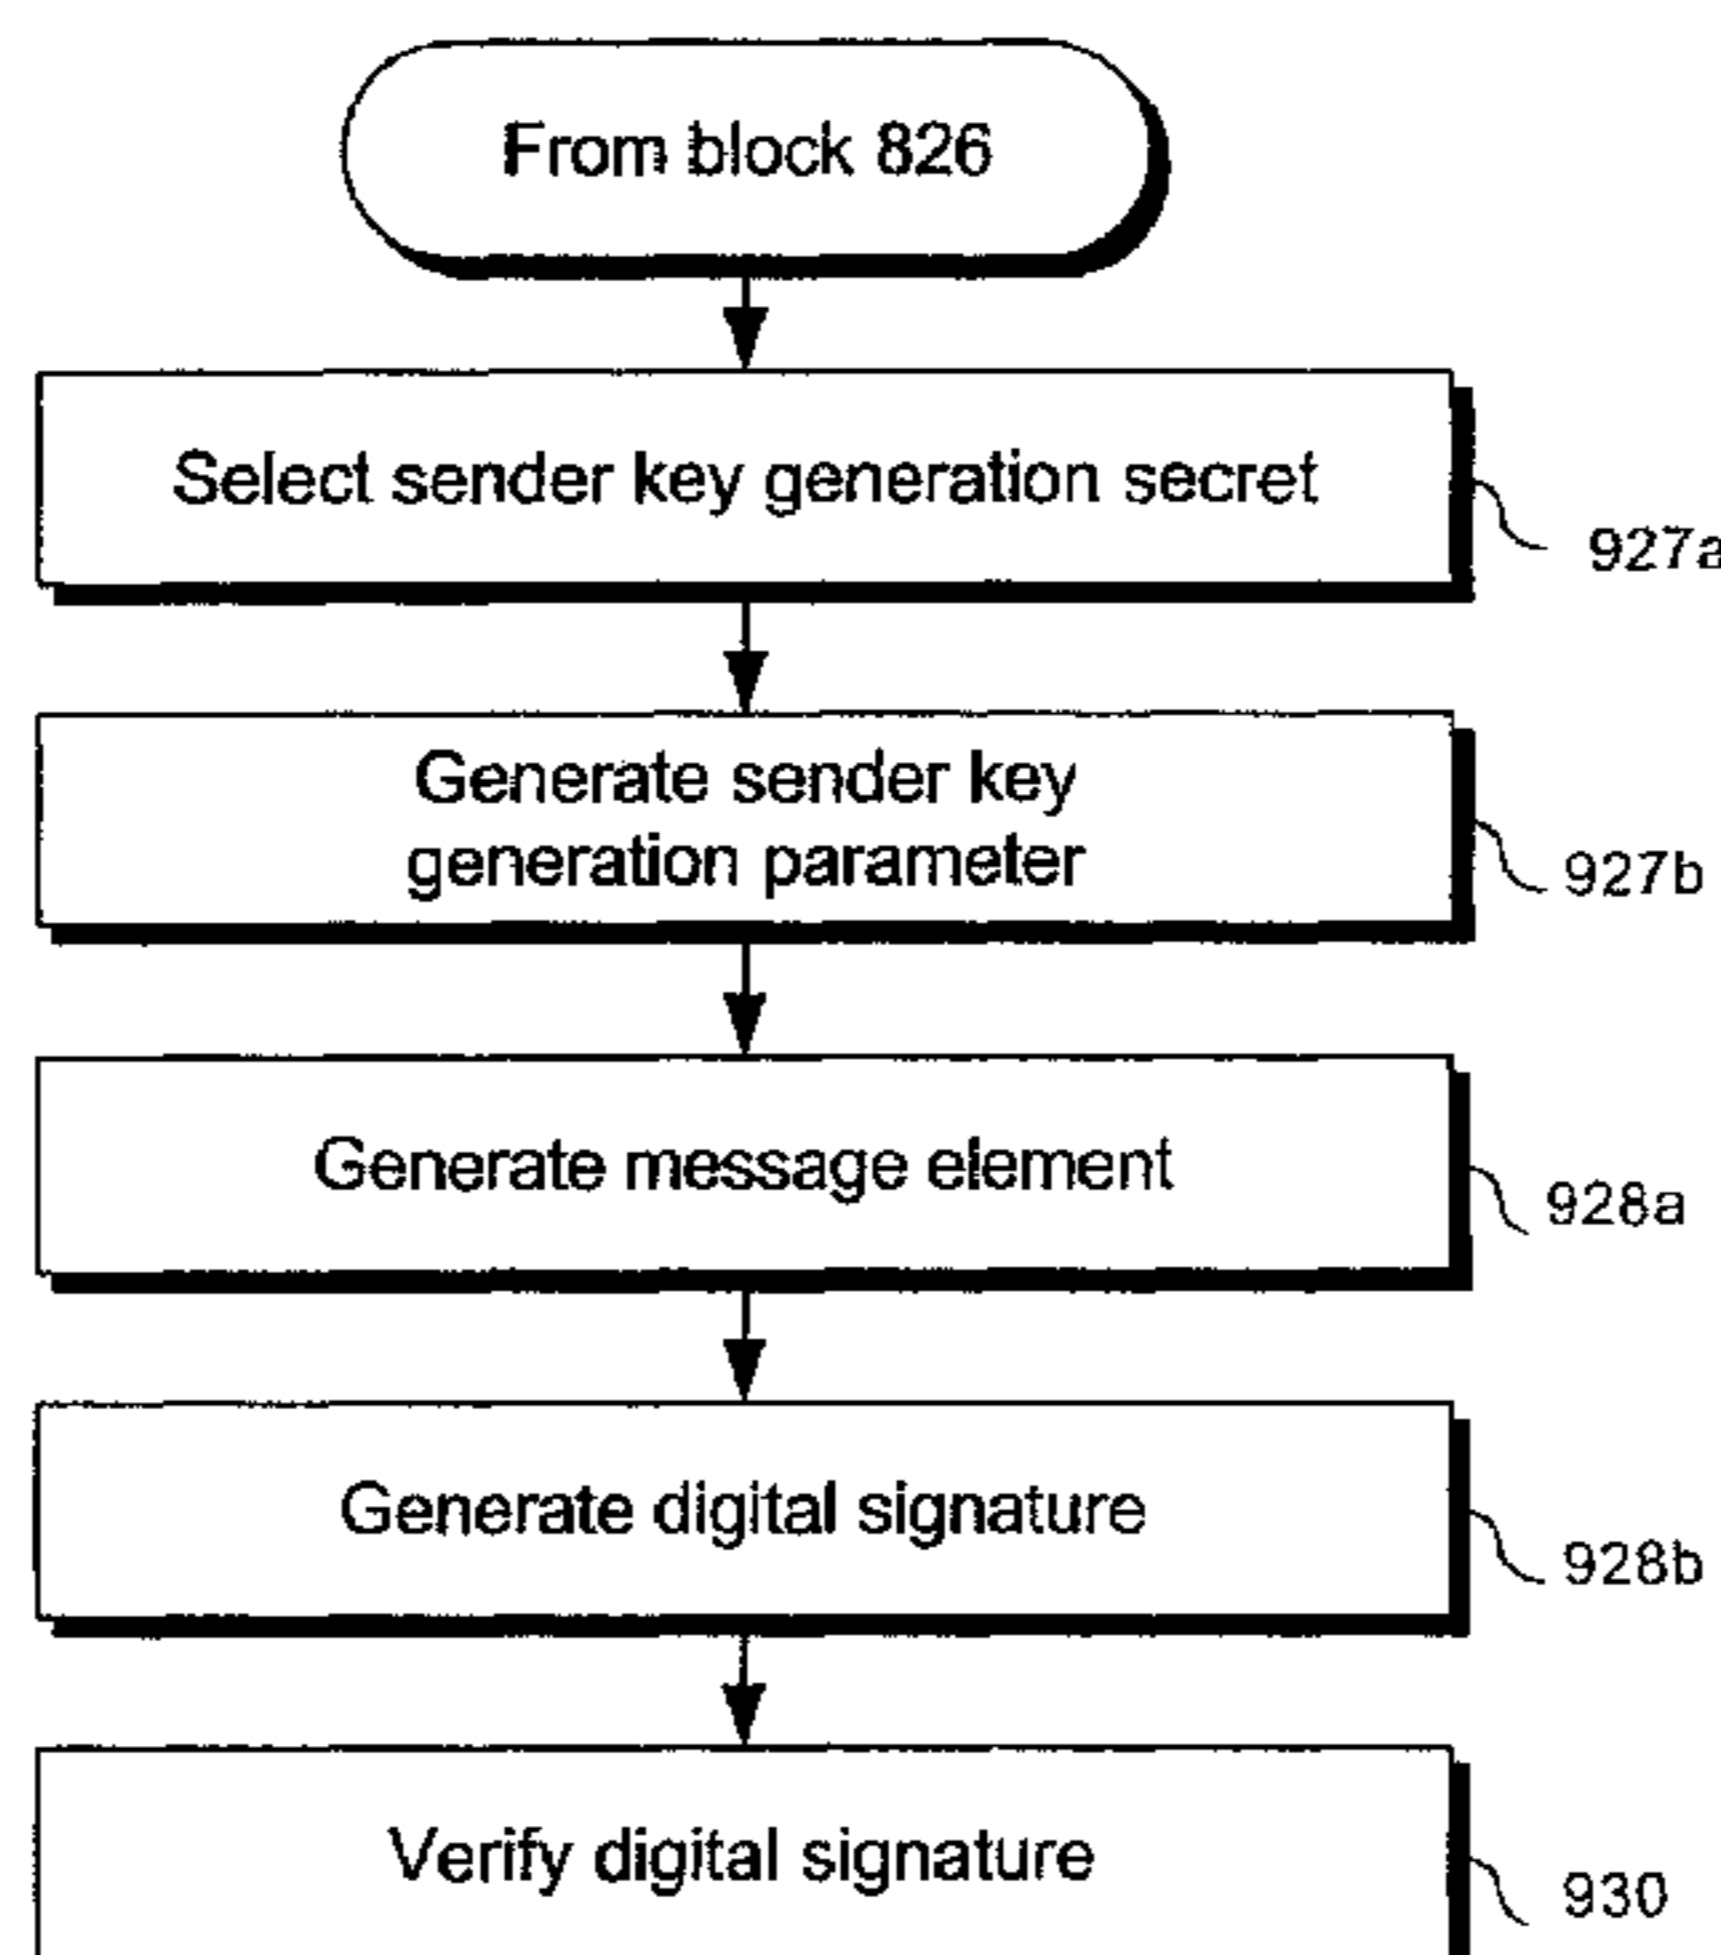 From block 826
Select sender key generation secret
927a
Generate sender key
generation parameter
927b
Generate message element
928a
Generate digital signature
928b
Verify digital signature
930